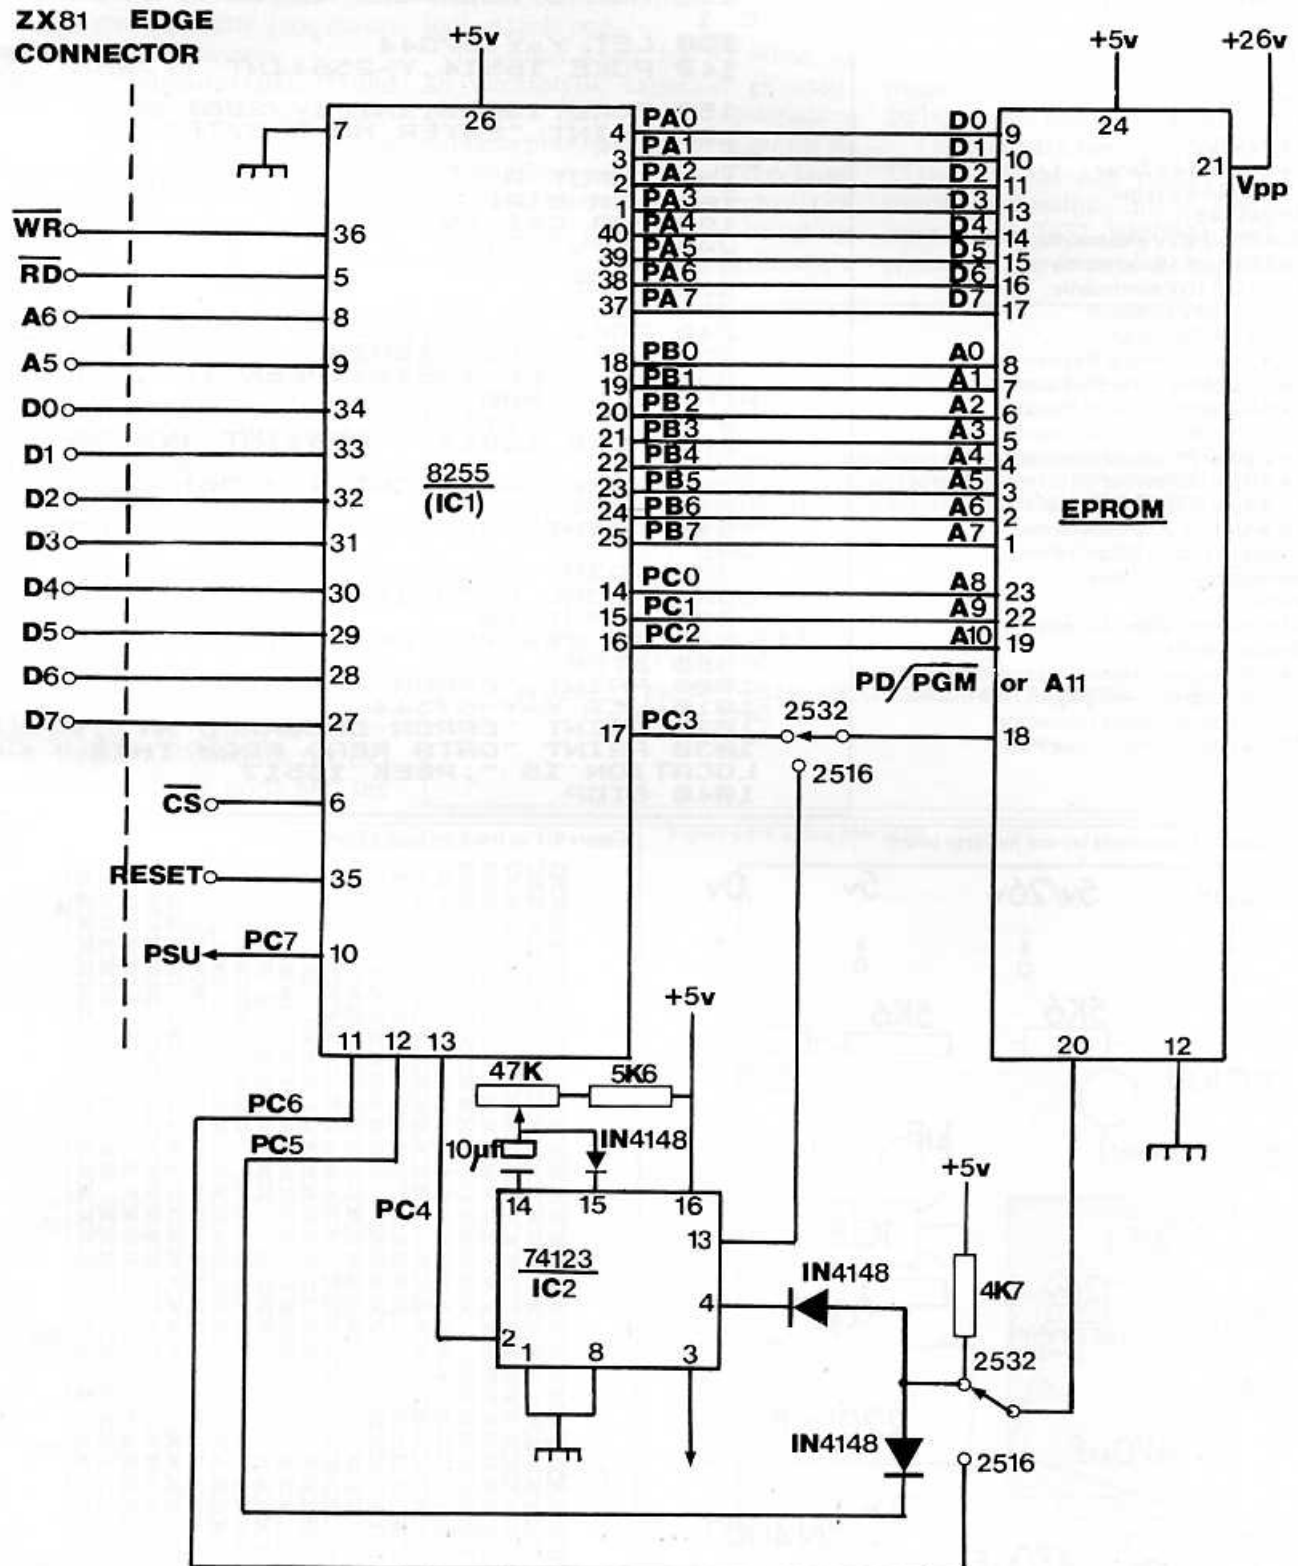 ZX81 EDGE
CONNECTOR
+5v
+5v
+26v
7
26
24
21
Vpp
W̅R̅
36
R̅D̅
5
A6
8
A5
9
D0
34
D1
33
D2
32
D3
31
D4
30
D5
29
D6
28
D7
27
C̅S̅
6
RESET
35
PSU
PC7
10
8255
(IC1)
4 PA0 D0 9
3 PA1 D1 10
2 PA2 D2 11
1 PA3 D3 13
40 PA4 D4 14
39 PA5 D5 15
38 PA6 D6 16
37 PA7 D7 17
18 PB0 A0 8
19 PB1 A1 7
20 PB2 A2 6
21 PB3 A3 5
22 PB4 A4 4
23 PB5 A5 3
24 PB6 A6 2
25 PB7 A7 1
EPROM
14 PC0 A8 23
15 PC1 A9 22
16 PC2 A10 19
PD/P̅G̅M̅ or A11
17 PC3 2532 18
2516
11 12 13
20 12
+5v
47K 5K6
PC6
PC5
10µf
IN4148
PC4
14 15 16
13
74123
IC2
4
2
1 8 3
IN4148
+5v
4K7
2532
IN4148
2516